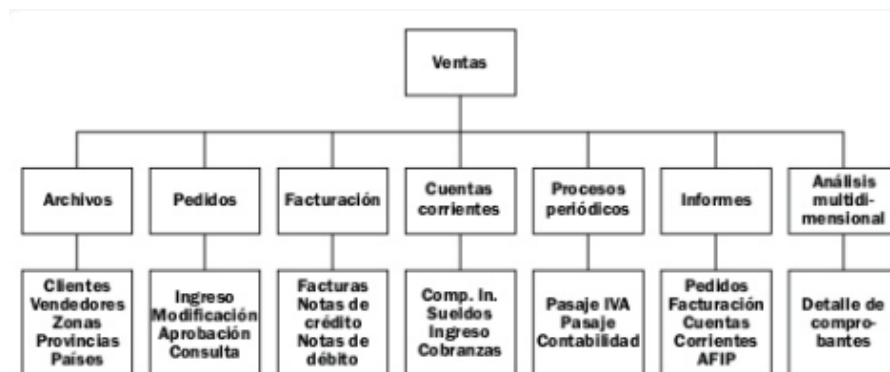 Ventas
Archivos
Pedidos
Facturación
Cuentas
corrientes
Procesos
periódicos
Informes
Análisis
multidi-
mensional
Clientes
Vendedores
Zonas
Provincias
Países
Ingreso
Modificación
Aprobación
Consulta
Facturas
Notas de
crédito
Notas de
débito
Comp. In.
Sueldos
Ingreso
Cobranzas
Pasaje IVA
Pasaje
Contabilidad
Pedidos
Facturación
Cuentas
Corrientes
AFIP
Detalle de
compro-
bantes